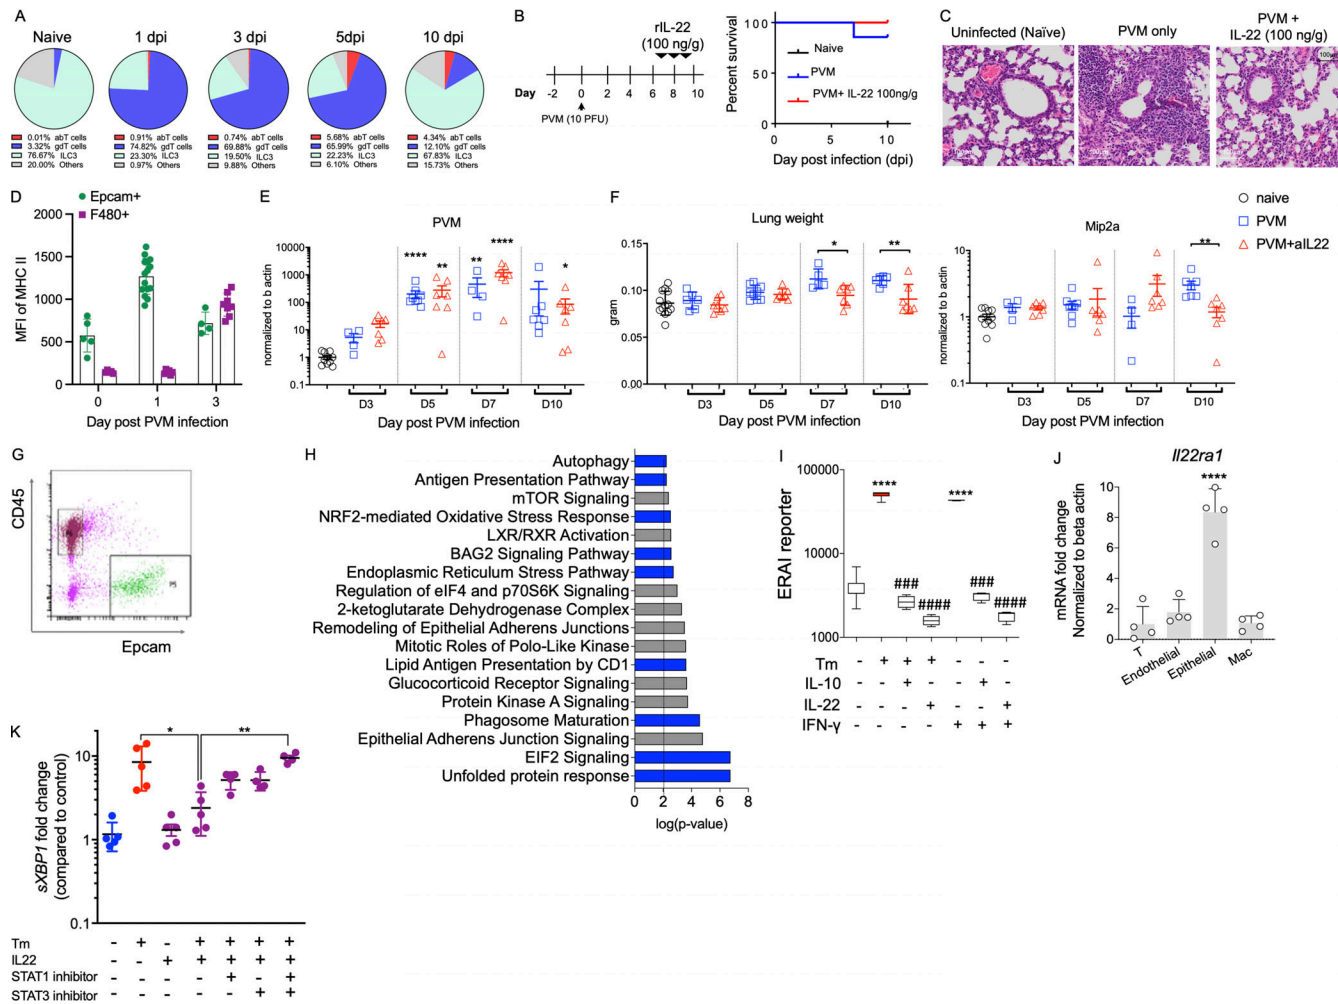 A
Naive
1 dpi
3 dpi
5dpi
10 dpi
0.01% abT cells
3.32% gdT cells
76.67% ILC3
20.00% Others
0.91% abT cells
74.82% gdT cells
23.30% ILC3
0.97% Others
0.74% abT cells
69.88% gdT cells
19.50% ILC3
9.88% Others
5.68% abT cells
65.99% gdT cells
22.23% ILC3
6.10% Others
4.34% abT cells
12.10% gdT cells
67.83% ILC3
15.73% Others
B
rIL-22
(100 ng/g)
Day
-2 0 2 4 6 7 8 10
PVM (10 PFU)
Percent survival
100
50
0
Naive
PVM
PVM+ IL-22 100ng/g
0 5 10
Day post infection (dpi)
C
Uninfected (Naïve)
PVM only
PVM +
IL-22 (100 ng/g)
D
Epcam+
F480+
MFI of MHC II
2000
1500
1000
500
0
0 1 3
Day post PVM infection
E
PVM
normalized to b actin
10000
1000
100
10
1
0.1
**** ** ** **** *
D3 D5 D7 D10
Day post PVM infection
F
Lung weight
gram
0.15
0.10
0.05
0.00
* **
D3 D5 D7 D10
Day post PVM infection
Mip2a
normalized to b actin
10
1
0.1
**
D3 D5 D7 D10
Day post PVM infection
naive
PVM
PVM+aIL22
G
CD45
Epcam
P5
H
Autophagy
Antigen Presentation Pathway
mTOR Signaling
NRF2-mediated Oxidative Stress Response
LXR/RXR Activation
BAG2 Signaling Pathway
Endoplasmic Reticulum Stress Pathway
Regulation of eIF4 and p70S6K Signaling
2-ketoglutarate Dehydrogenase Complex
Remodeling of Epithelial Adherens Junctions
Mitotic Roles of Polo-Like Kinase
Lipid Antigen Presentation by CD1
Glucocorticoid Receptor Signaling
Protein Kinase A Signaling
Phagosome Maturation
Epithelial Adherens Junction Signaling
EIF2 Signaling
Unfolded protein response
0 2 4 6 8
log(p-value)
I
ERAI reporter
100000
10000
1000
**** ### #### **** ### ####
Tm - + + + - - -
IL-10 - - + - - + -
IL-22 - - - + - - +
IFN-γ - - - - + + +
J
Il22ra1
mRNA fold change
Normalized to beta actin
10
8
6
4
2
0
****
T
Endothelial
Epithelial
Mac
K
sXBP1 fold change
(compared to control)
10
1
0.1
* **
Tm - + - + + + +
IL22 - - + + + + +
STAT1 inhibitor - - - - + - +
STAT3 inhibitor - - - - - + +